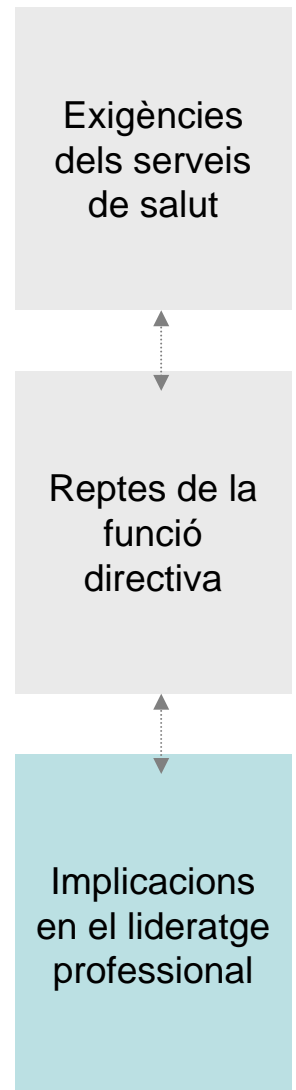 Exigències
dels serveis
de salut
Reptes de la
funció
directiva
Implicacions
en el lideratge
professional